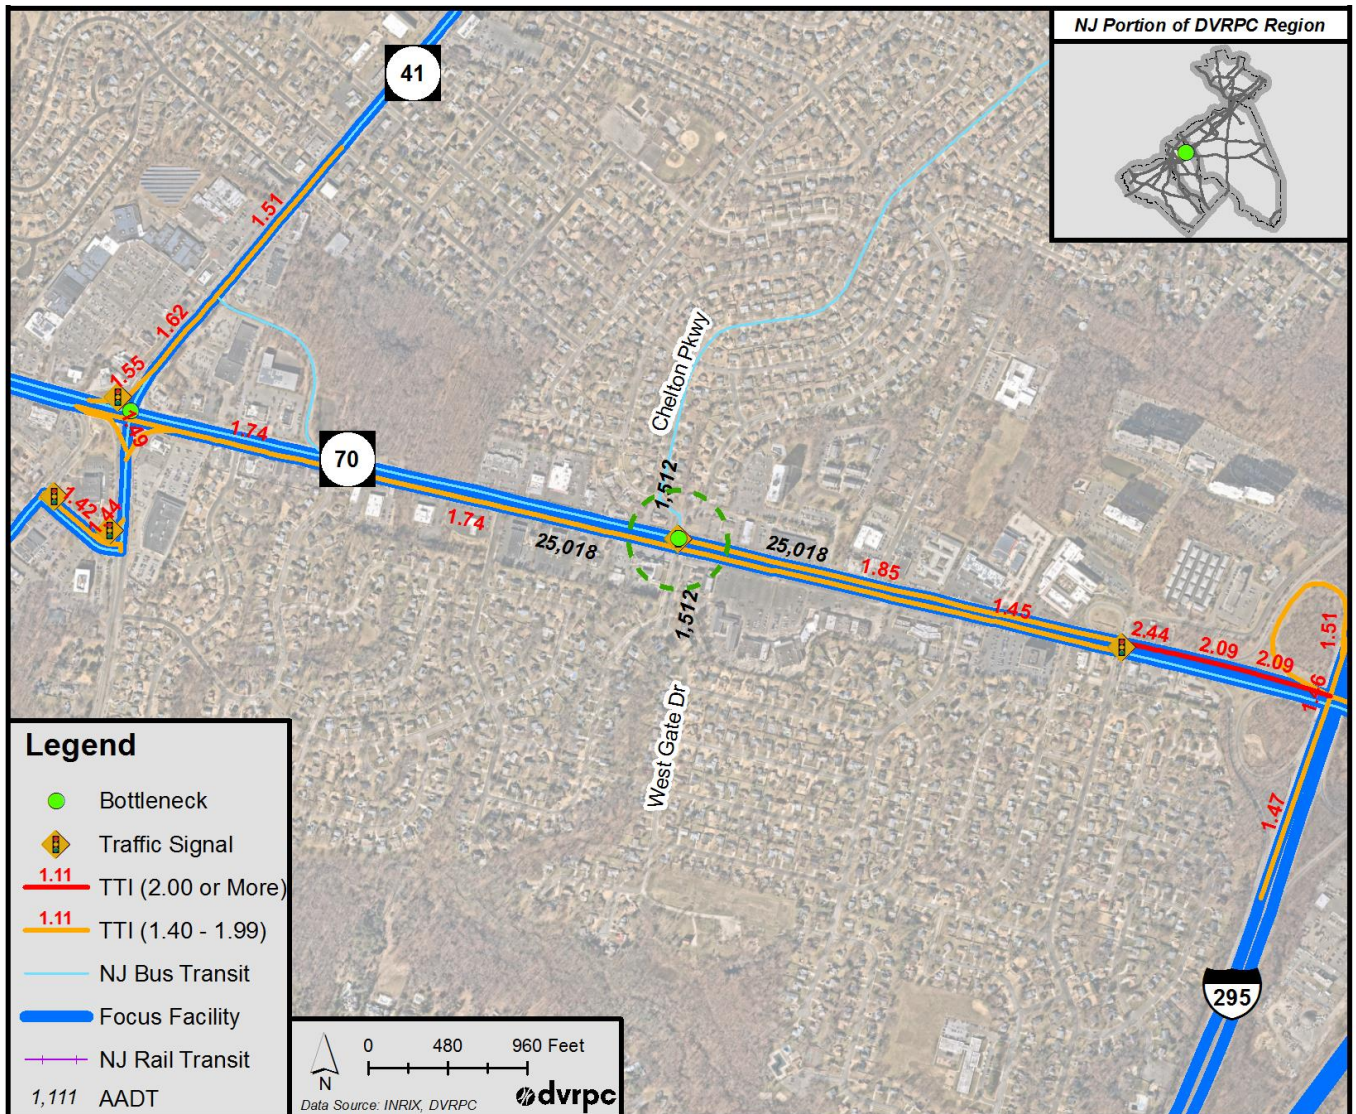 NJ Portion of DVRPC Region
41
1.51
1.62
1.55
1.49
1.74
70
1.42
1.44
1.74
Chelton Pkwy
1,512
25,018
25,018
1.85
1,512
1.45
2.44
2.09
2.09
1.51
West Gate Dr
1.47
295
Legend
Bottleneck
Traffic Signal
1.11
TTI (2.00 or More)
1.11
TTI (1.40 - 1.99)
NJ Bus Transit
Focus Facility
NJ Rail Transit
1,111 AADT
N
0 480 960 Feet
Data Source: INRIX, DVRPC
dvrpc